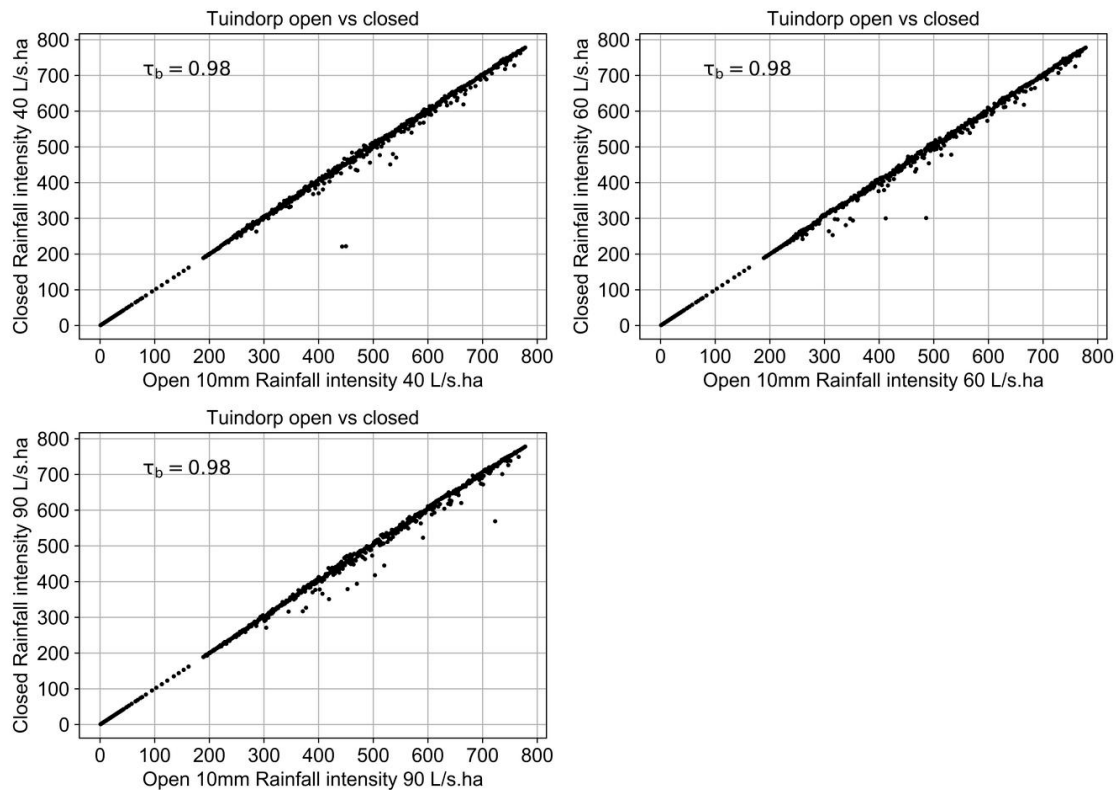 Tuindorp open vs closed
800
700
600
500
400
300
200
100
0
τb = 0.98
Closed Rainfall intensity 40 L/s.ha
0 100 200 300 400 500 600 700 800
Open 10mm Rainfall intensity 40 L/s.ha
Tuindorp open vs closed
800
700
600
500
400
300
200
100
0
τb = 0.98
Closed Rainfall intensity 60 L/s.ha
0 100 200 300 400 500 600 700 800
Open 10mm Rainfall intensity 60 L/s.ha
Tuindorp open vs closed
800
700
600
500
400
300
200
100
0
τb = 0.98
Closed Rainfall intensity 90 L/s.ha
0 100 200 300 400 500 600 700 800
Open 10mm Rainfall intensity 90 L/s.ha